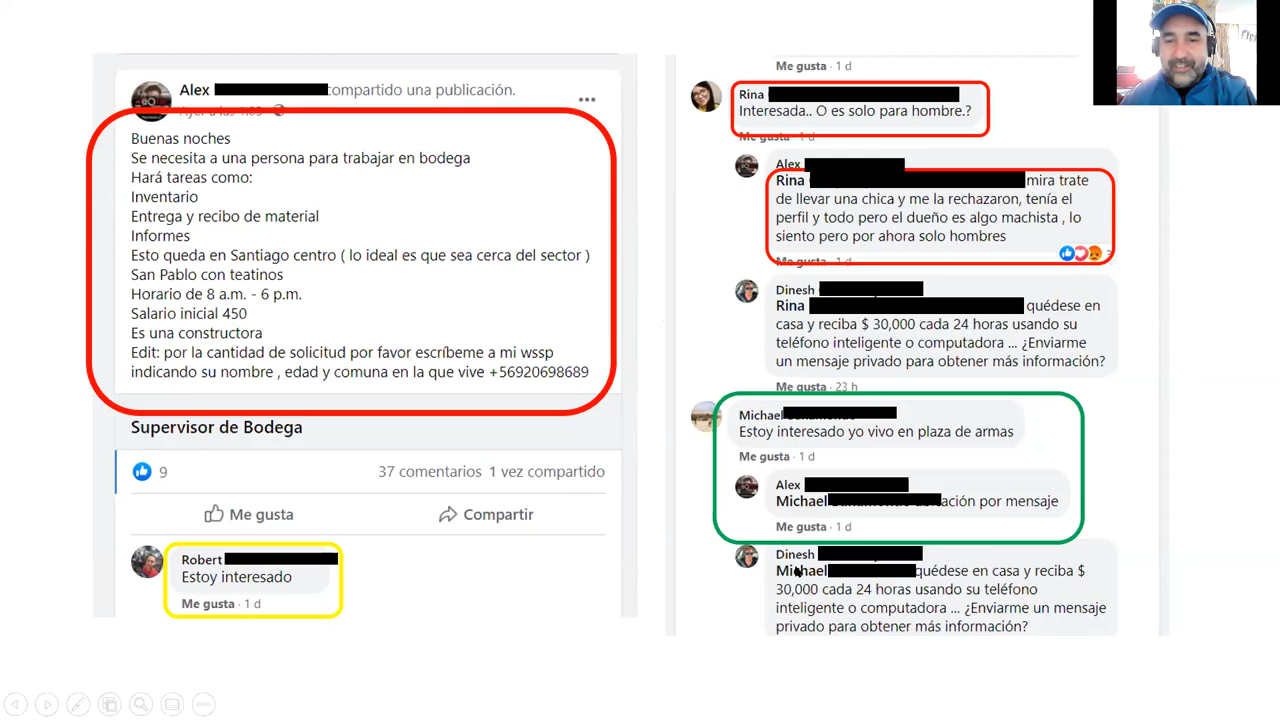 Alex compartido una publicación.
Buenas noches
Se necesita a una persona para trabajar en bodega
Hará tareas como:
Inventario
Entrega y recibo de material
Informes
Esto queda en Santiago centro ( lo ideal es que sea cerca del sector )
San Pablo con teatinos
Horario de 8 a.m. - 6 p.m.
Salario inicial 450
Es una constructora
Edit: por la cantidad de solicitud por favor escríbeme a mi wssp
indicando su nombre , edad y comuna en la que vive +56920698689
Supervisor de Bodega
9
37 comentarios 1 vez compartido
Me gusta
Compartir
Robert
Estoy interesado
Me gusta · 1 d
Me gusta · 1 d
Rina
Interesada.. O es solo para hombre.?
Me gusta · 1 d
Alex
Rina mira trate
de llevar una chica y me la rechazaron, tenía el
perfil y todo pero el dueño es algo machista , lo
siento pero por ahora solo hombres
Me gusta · 1 d
Dinesh
Rina quédese en
casa y reciba $ 30,000 cada 24 horas usando su
teléfono inteligente o computadora ... ¿Enviarme
un mensaje privado para obtener más información?
Me gusta · 23 h
Michael
Estoy interesado yo vivo en plaza de armas
Me gusta · 1 d
Alex
Michael ación por mensaje
Me gusta · 1 d
Dinesh
Michael quédese en casa y reciba $
30,000 cada 24 horas usando su teléfono
inteligente o computadora ... ¿Enviarme un mensaje
privado para obtener más información?